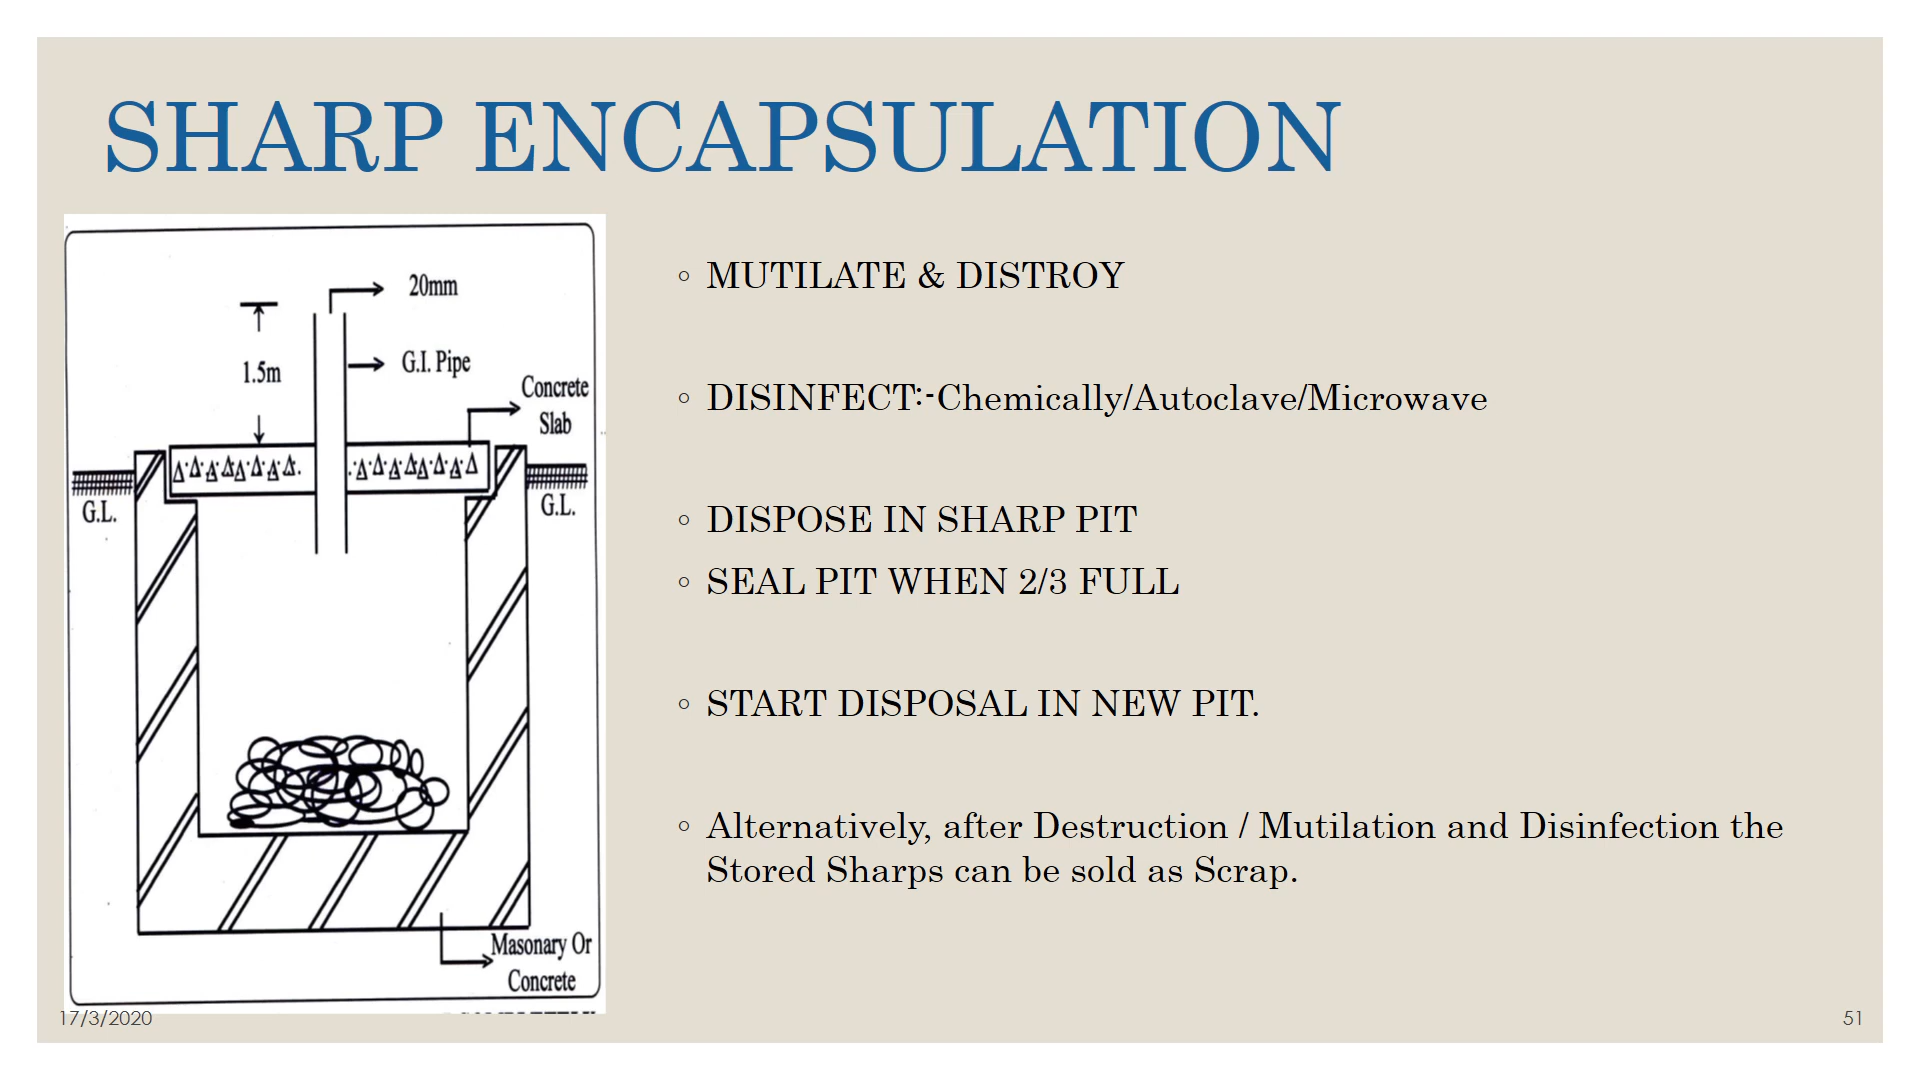 SHARP ENCAPSULATION
20mm
1.5m
G.I. Pipe
Concrete
Slab
G.L.
G.L.
Masonary Or
Concrete
◦ MUTILATE & DISTROY
◦ DISINFECT:-Chemically/Autoclave/Microwave
◦ DISPOSE IN SHARP PIT
◦ SEAL PIT WHEN 2/3 FULL
◦ START DISPOSAL IN NEW PIT.
◦ Alternatively, after Destruction / Mutilation and Disinfection the
Stored Sharps can be sold as Scrap.
17/3/2020
51